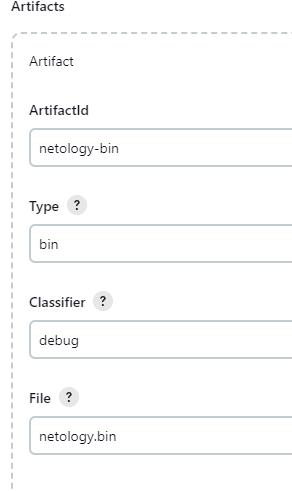 Artifacts
Artifact
ArtifactId
netology-bin
Type ?
bin
Classifier ?
debug
File ?
netology.bin